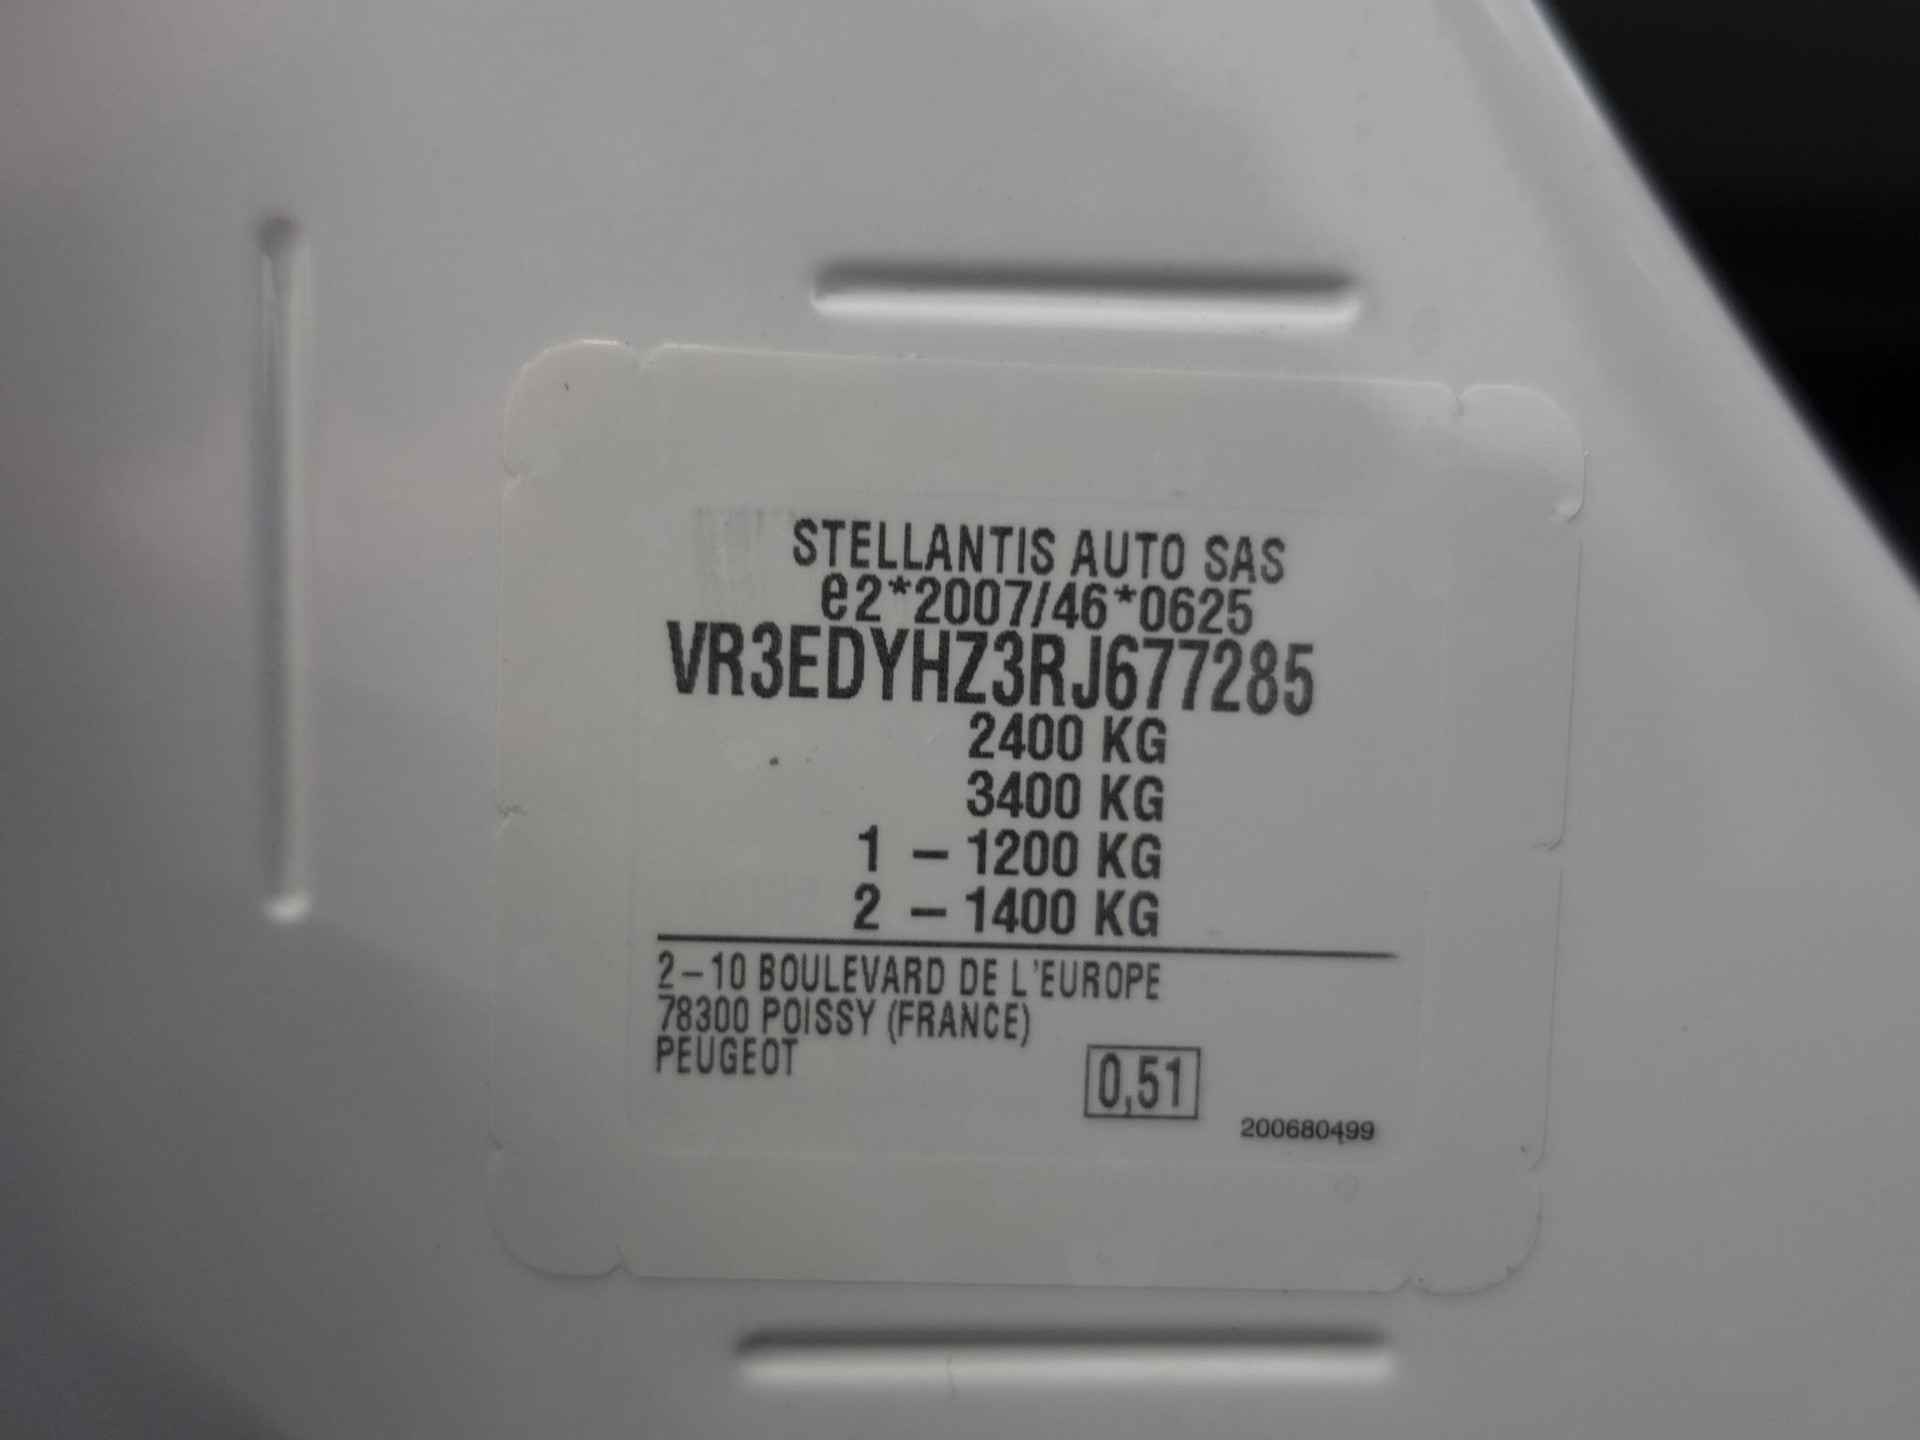 STELLANTIS AUTO SAS
e2*2007/46*0625
VR3EDYHZ3RJ677285
2400 KG
3400 KG
1 – 1200 KG
2 – 1400 KG
2–10 BOULEVARD DE L'EUROPE
78300 POISSY (FRANCE)
PEUGEOT
0,51
200680499